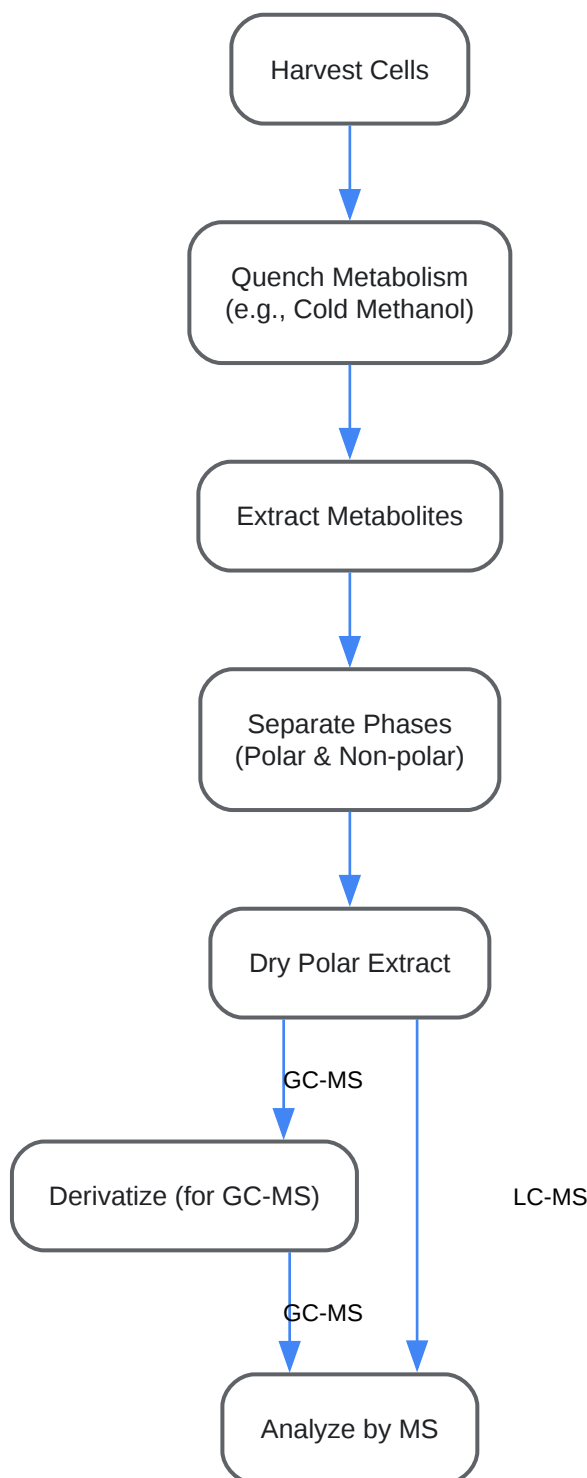 Harvest Cells
Quench Metabolism
(e.g., Cold Methanol)
Extract Metabolites
Separate Phases
(Polar & Non-polar)
Dry Polar Extract
GC-MS
Derivatize (for GC-MS)
LC-MS
GC-MS
Analyze by MS